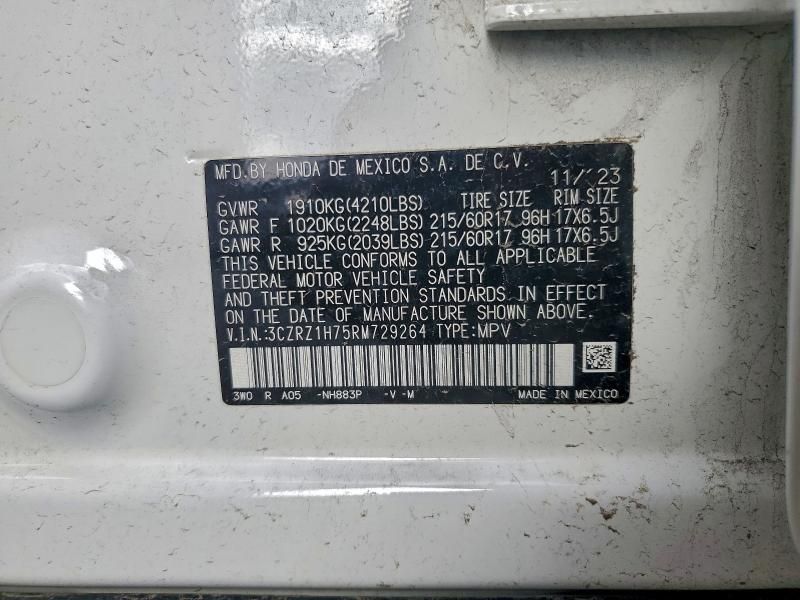 MFD.BY HONDA DE MEXICO S.A. DE C.V. 11/'23
GVWR 1910KG(4210LBS) TIRE SIZE RIM SIZE
GAWR F 1020KG(2248LBS) 215/60R17 96H 17X6.5J
GAWR R 925KG(2039LBS) 215/60R17 96H 17X6.5J
THIS VEHICLE CONFORMS TO ALL APPLICABLE
FEDERAL MOTOR VEHICLE SAFETY
AND THEFT PREVENTION STANDARDS IN EFFECT
ON THE DATE OF MANUFACTURE SHOWN ABOVE.
V.I.N.:3CZRZ1H75RM729264 TYPE:MPV
3W0 R A05 -NH883P -V -M MADE IN MEXICO